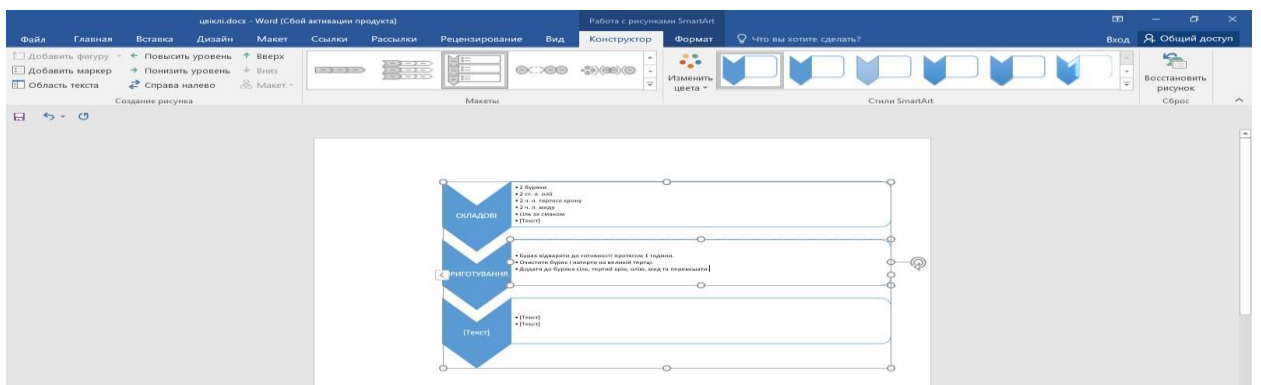 цвіклі.docx - Word (Сбой активации продукта)
Работа с рисунками SmartArt
Файл Главная Вставка Дизайн Макет Ссылки Рассылки Рецензирование Вид Конструктор Формат Что вы хотите сделать? Вход Общий доступ
Добавить фигуру Повысить уровень Вверх
Добавить маркер Понизить уровень Вниз
Область текста Справа налево Макет
Создание рисунка
Макеты
Изменить
цвета
Стили SmartArt
Восстановить
рисунок
Сброс
СКЛАДОВІ
• 2 буряки
• 2 ст. л. олії
• 2 ч. л. тертого хрону
• 2 ч. л. меду
• сіль за смаком
• [Текст]
РИГОТУВАННЯ
• Буряк відварити до готовності протягом 1 години.
• Очистити буряк і натерти на великій тертці.
• Додати до буряка сіль, тертий хрін, олію, мед та перемішати.
[Текст]
• [Текст]
• [Текст]